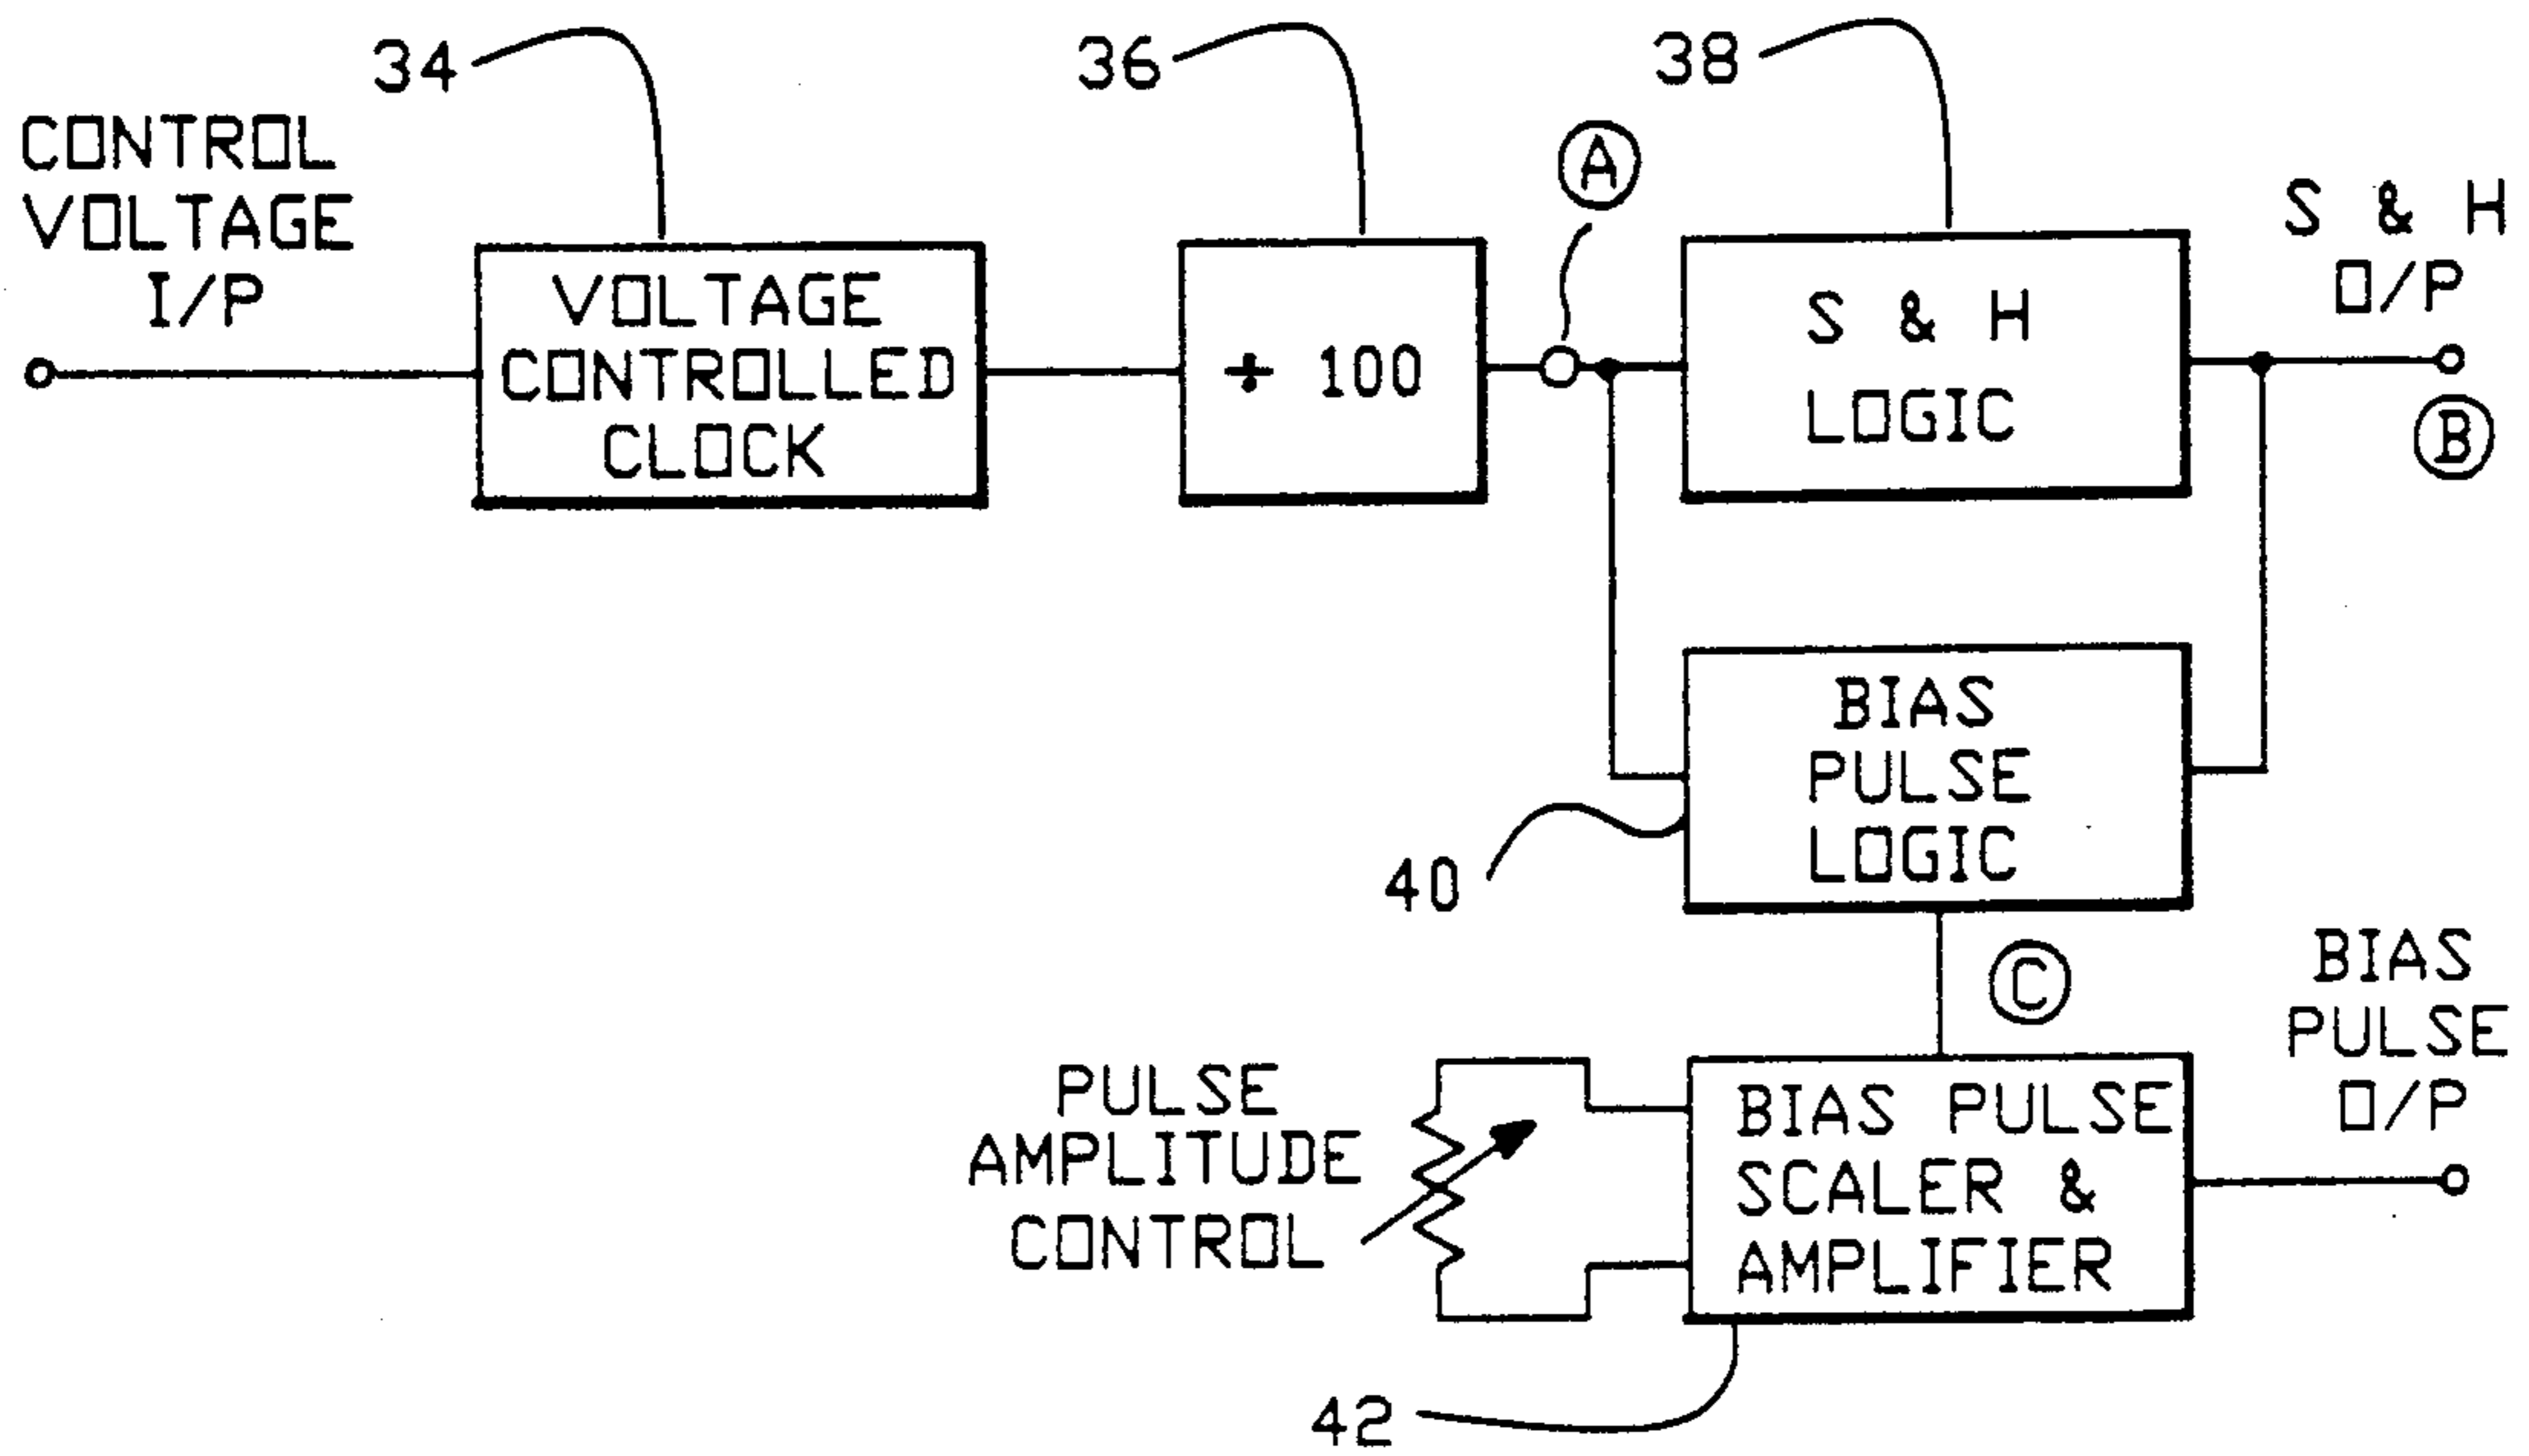 34
36
38
CONTROL
VOLTAGE
I/P
VOLTAGE
CONTROLLED
CLOCK
÷ 100
A
S & H
LOGIC
S & H
O/P
B
BIAS
PULSE
LOGIC
40
C
PULSE
AMPLITUDE
CONTROL
BIAS PULSE
SCALER &
AMPLIFIER
BIAS
PULSE
O/P
42